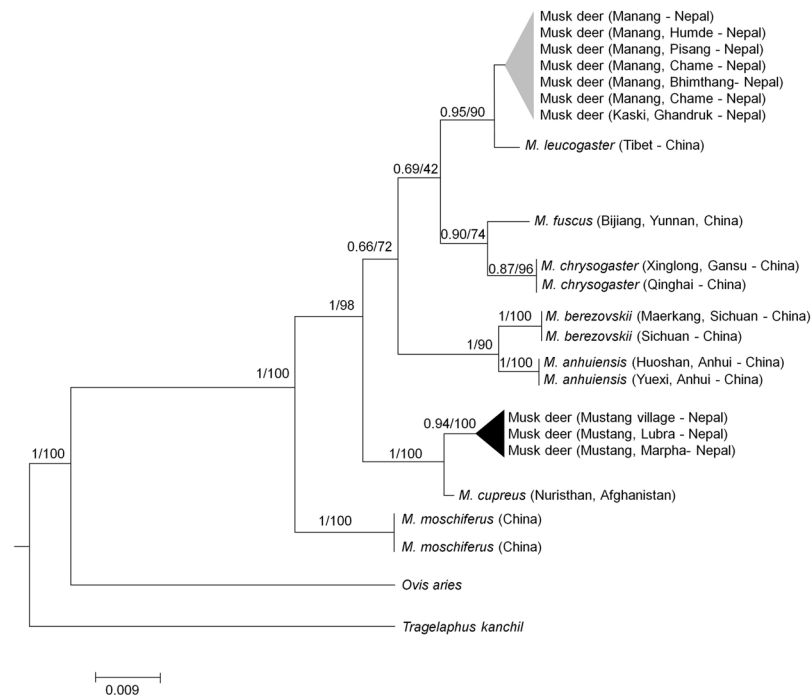 Musk deer (Manang - Nepal)
Musk deer (Manang, Humde - Nepal)
Musk deer (Manang, Pisang - Nepal)
Musk deer (Manang, Chame - Nepal)
Musk deer (Manang, Bhimthang- Nepal)
Musk deer (Manang, Chame - Nepal)
Musk deer (Kaski, Ghandruk - Nepal)
0.95/90
M. leucogaster (Tibet - China)
0.69/42
M. fuscus (Bijiang, Yunnan, China)
0.90/74
0.66/72
M. chrysogaster (Xinglong, Gansu - China)
0.87/96
M. chrysogaster (Qinghai - China)
1/98
M. berezovskii (Maerkang, Sichuan - China)
1/100
M. berezovskii (Sichuan - China)
1/90
M. anhuiensis (Huoshan, Anhui - China)
1/100
M. anhuiensis (Yuexi, Anhui - China)
1/100
Musk deer (Mustang village - Nepal)
0.94/100
Musk deer (Mustang, Lubra - Nepal)
Musk deer (Mustang, Marpha- Nepal)
1/100
1/100
M. cupreus (Nuristhan, Afghanistan)
M. moschiferus (China)
1/100
M. moschiferus (China)
Ovis aries
Tragelaphus kanchil
0.009